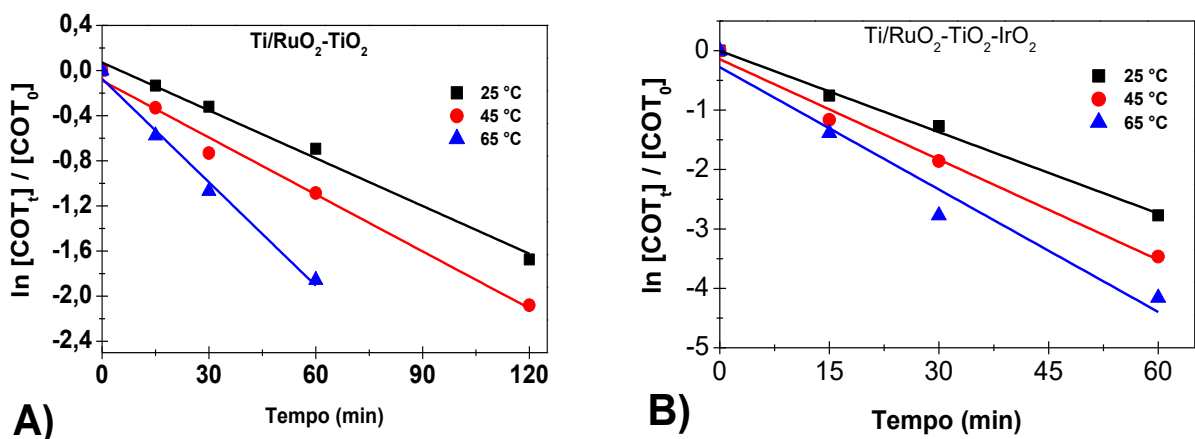 Ti/RuO₂-TiO₂
25 °C
45 °C
65 °C
ln [COTₜ] / [COT₀]
0,4
0,0
-0,4
-0,8
-1,2
-1,6
-2,0
-2,4
0 30 60 90 120
Tempo (min)
A)
Ti/RuO₂-TiO₂-IrO₂
25 °C
45 °C
65 °C
ln [COTₜ] / [COT₀]
0
-1
-2
-3
-4
-5
0 15 30 45 60
Tempo (min)
B)